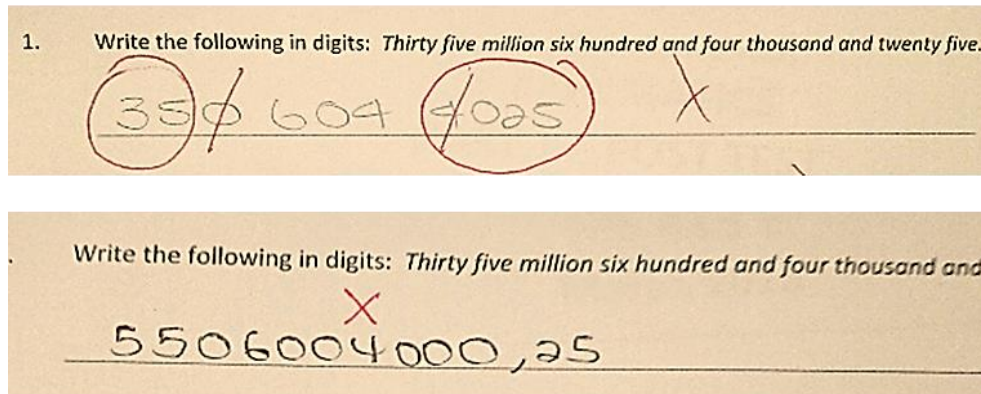 1. Write the following in digits: Thirty five million six hundred and four thousand and twenty five.
350 604 4025 X
Write the following in digits: Thirty five million six hundred and four thousand and
X
5506004000,25